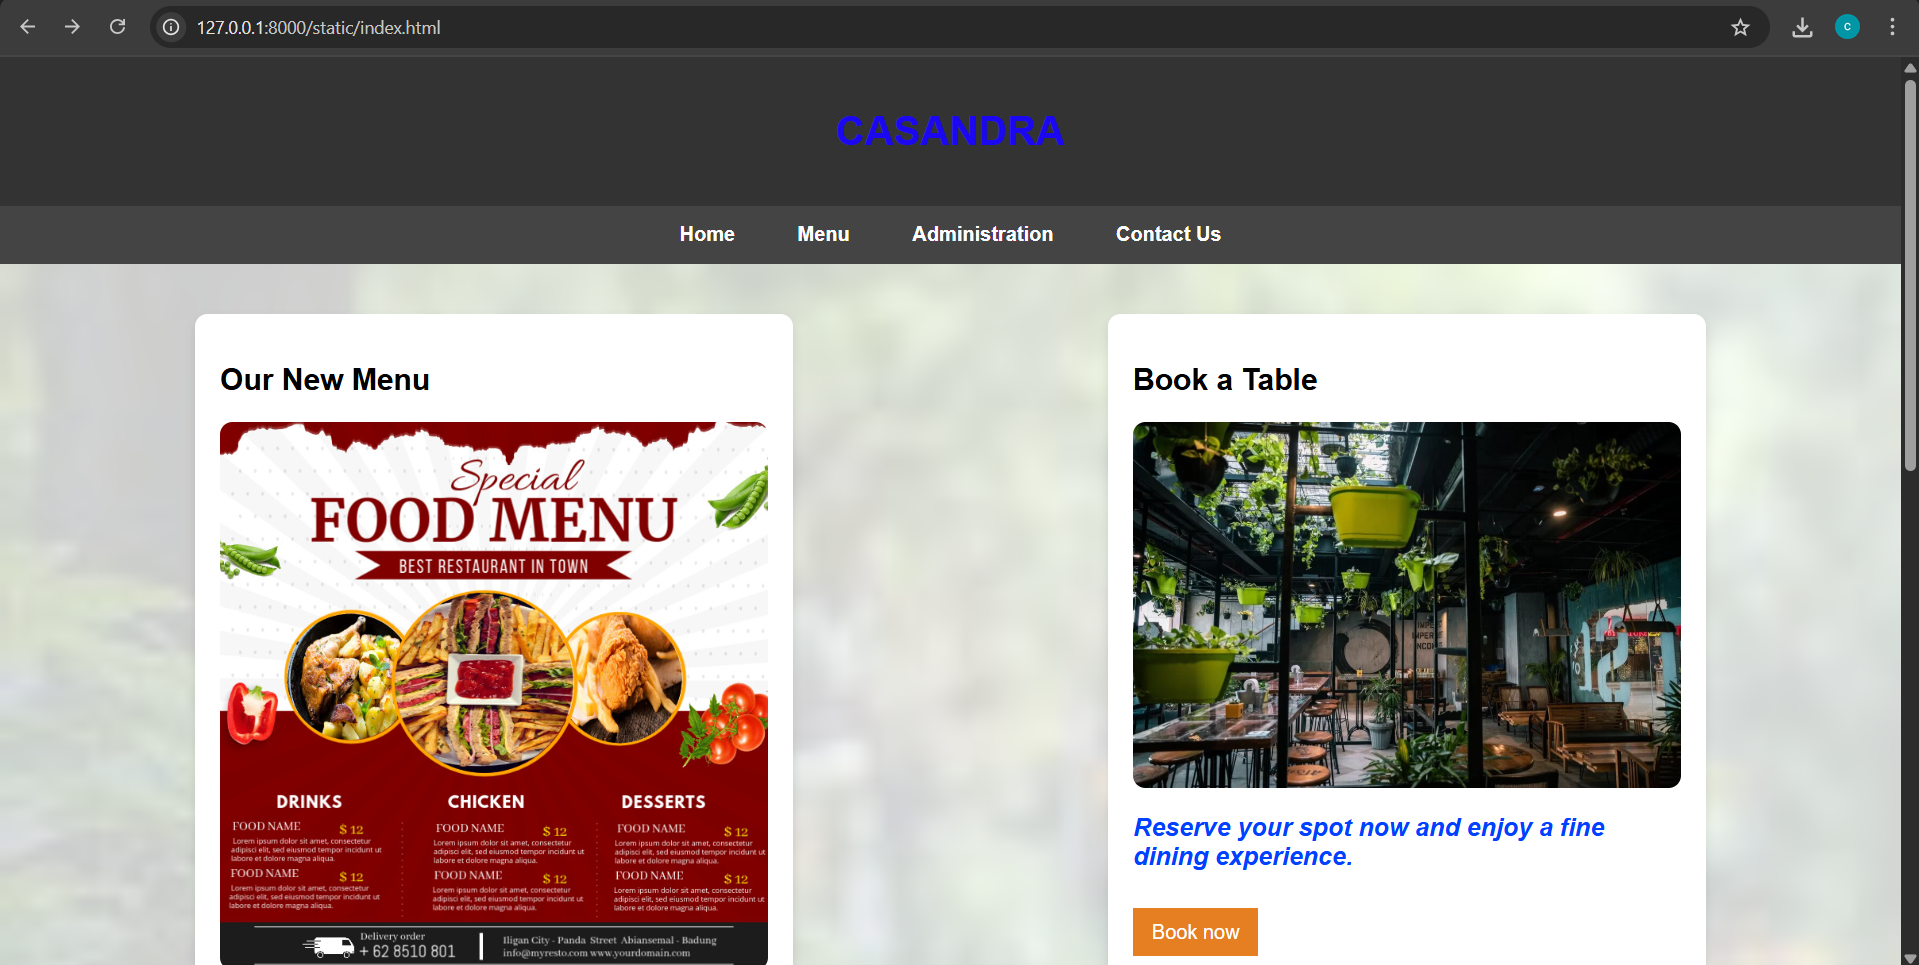 127.0.0.1:8000/static/index.html
C
CASANDRA
Home Menu Administration Contact Us
Our New Menu
Special
FOOD MENU
BEST RESTAURANT IN TOWN
DRINKS
FOOD NAME $ 12
Lorem ipsum dolor sit amet, consectetur
adipisci elit, sed eiusmod tempor incidunt ut
labore et dolore magna aliqua.
FOOD NAME $ 12
Lorem ipsum dolor sit amet, consectetur
adipisci elit, sed eiusmod tempor incidunt ut
labore et dolore magna aliqua.
CHICKEN
FOOD NAME $ 12
Lorem ipsum dolor sit amet, consectetur
adipisci elit, sed eiusmod tempor incidunt ut
labore et dolore magna aliqua.
FOOD NAME $ 12
Lorem ipsum dolor sit amet, consectetur
adipisci elit, sed eiusmod tempor incidunt ut
labore et dolore magna aliqua.
DESSERTS
FOOD NAME $ 12
Lorem ipsum dolor sit amet, consectetur
adipisci elit, sed eiusmod tempor incidunt ut
labore et dolore magna aliqua.
FOOD NAME $ 12
Lorem ipsum dolor sit amet, consectetur
adipisci elit, sed eiusmod tempor incidunt ut
labore et dolore magna aliqua.
Delivery order
+ 62 8510 801
Iligan City - Panda Street Abiansemal - Badung
info@myresto.com www.yourdomain.com
Book a Table
Reserve your spot now and enjoy a fine
dining experience.
Book now